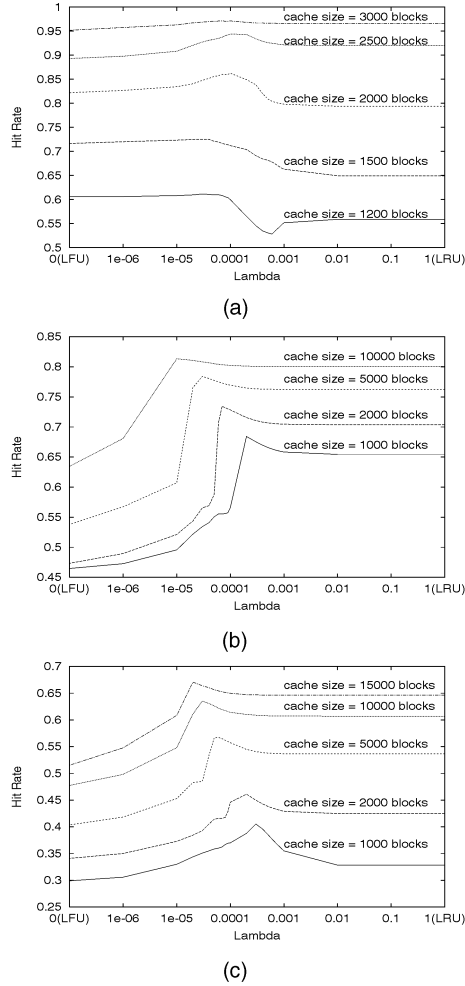 1
cache size = 3000 blocks
0.95
cache size = 2500 blocks
0.9
0.85
cache size = 2000 blocks
0.8
Hit Rate
0.75
0.7
cache size = 1500 blocks
0.65
0.6
0.55
cache size = 1200 blocks
0.5
0(LFU) 1e-06 1e-05 0.0001 0.001 0.01 0.1 1(LRU)
Lambda
(a)
0.85
0.8
cache size = 10000 blocks
0.75
cache size = 5000 blocks
0.7
cache size = 2000 blocks
Hit Rate
0.65
cache size = 1000 blocks
0.6
0.55
0.5
0.45
0(LFU) 1e-06 1e-05 0.0001 0.001 0.01 0.1 1(LRU)
Lambda
(b)
0.7
cache size = 15000 blocks
0.65
cache size = 10000 blocks
0.6
0.55
cache size = 5000 blocks
0.5
Hit Rate
0.45
cache size = 2000 blocks
0.4
0.35
cache size = 1000 blocks
0.3
0.25
0(LFU) 1e-06 1e-05 0.0001 0.001 0.01 0.1 1(LRU)
Lambda
(c)